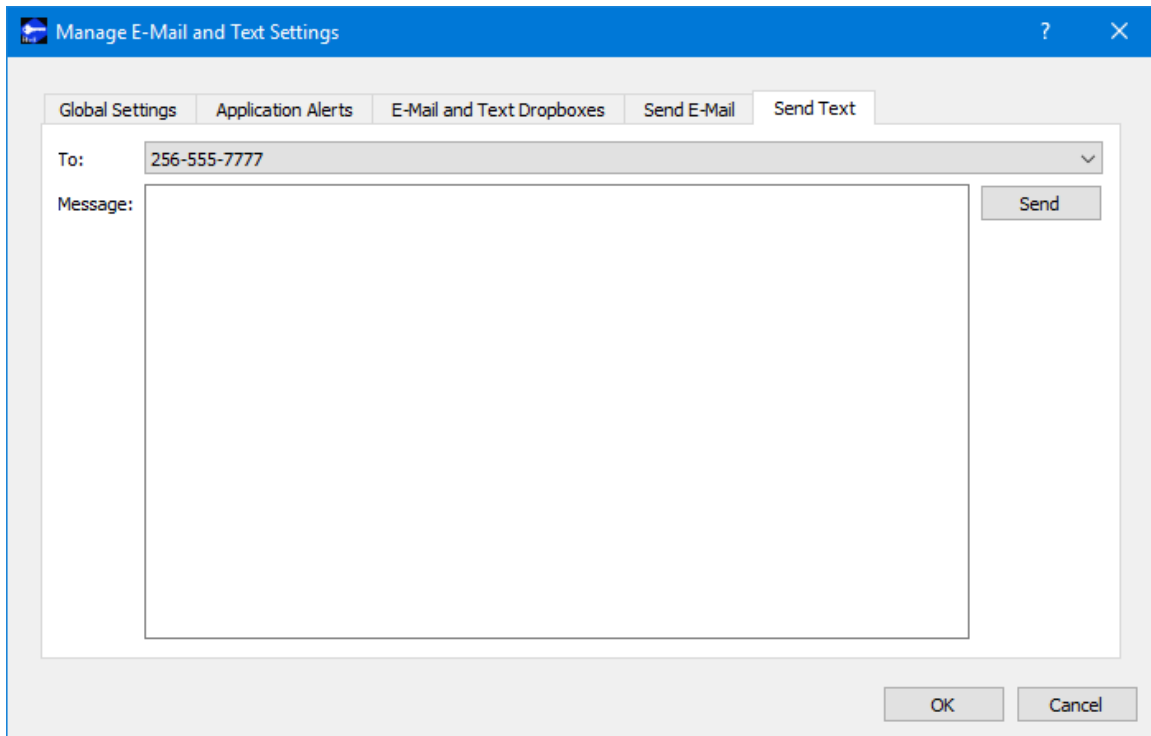 Manage E-Mail and Text Settings ?
Global Settings Application Alerts E-Mail and Text Dropboxes Send E-Mail Send Text
To: 256-555-7777
Message: Send
OK Cancel